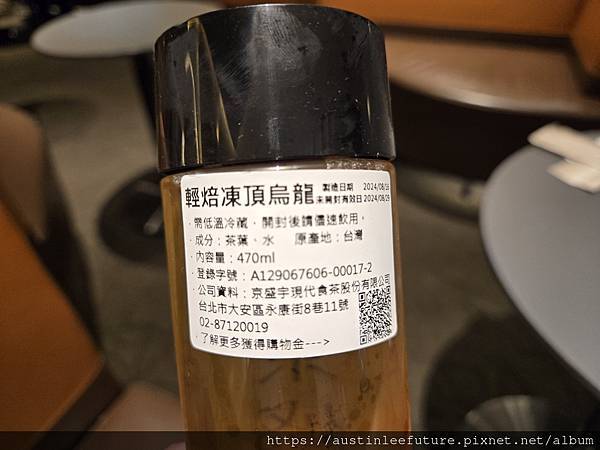 輕焙凍頂烏龍 製造日期 2024/08/16
未開封有效日 2024/08/29
·需低溫冷藏，開封後請儘速飲用。
·成分：茶葉、水 原產地：台灣
·內容量：470ml
·登錄字號：A129067606-00017-2
·公司資料：京盛宇現代食茶股份有限公司
台北市大安區永康街8巷11號
02-87120019
·了解更多獲得購物金--->
https://austinleefuture.pixnet.net/album